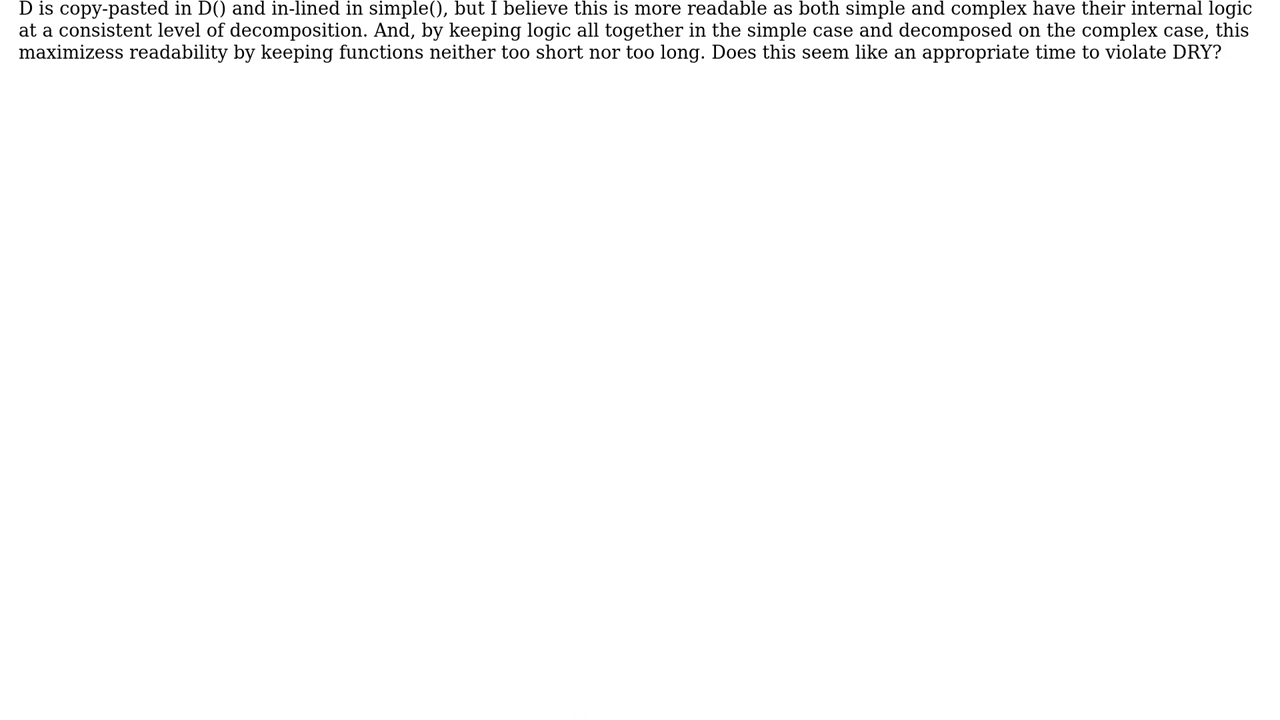 D is copy-pasted in D() and in-lined in simple(), but I believe this is more readable as both simple and complex have their internal logic
at a consistent level of decomposition. And, by keeping logic all together in the simple case and decomposed on the complex case, this
maximizess readability by keeping functions neither too short nor too long. Does this seem like an appropriate time to violate DRY?